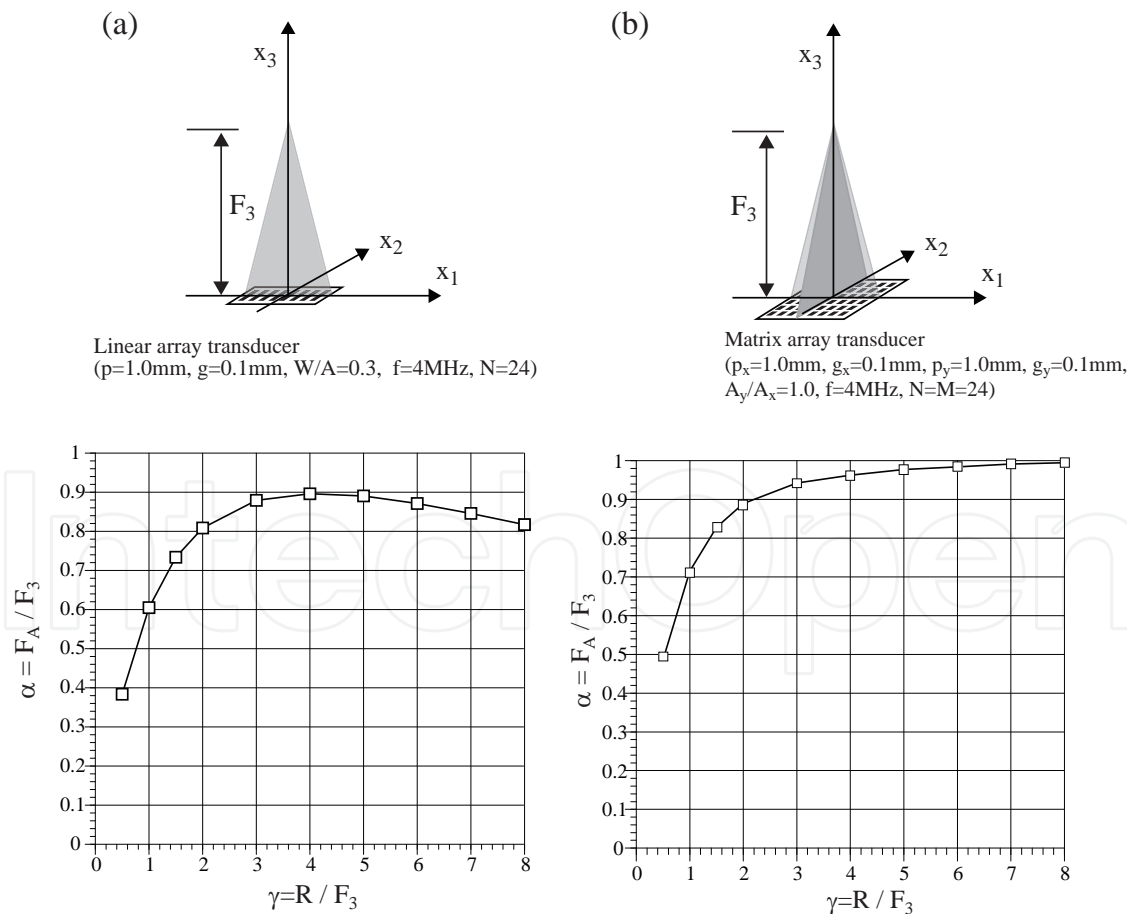 (a)
x3
F3
x2
x1
Linear array transducer
(p=1.0mm, g=0.1mm, W/A=0.3, f=4MHz, N=24)
(b)
x3
F3
x2
x1
Matrix array transducer
(px=1.0mm, gx=0.1mm, py=1.0mm, gy=0.1mm,
Ay/Ax=1.0, f=4MHz, N=M=24)
1
0.9
0.8
0.7
0.6
0.5
0.4
0.3
0.2
0.1
0
0 1 2 3 4 5 6 7 8
α = FA / F3
γ=R / F3
1
0.9
0.8
0.7
0.6
0.5
0.4
0.3
0.2
0.1
0
0 1 2 3 4 5 6 7 8
α = FA / F3
γ=R / F3
IntechOpen